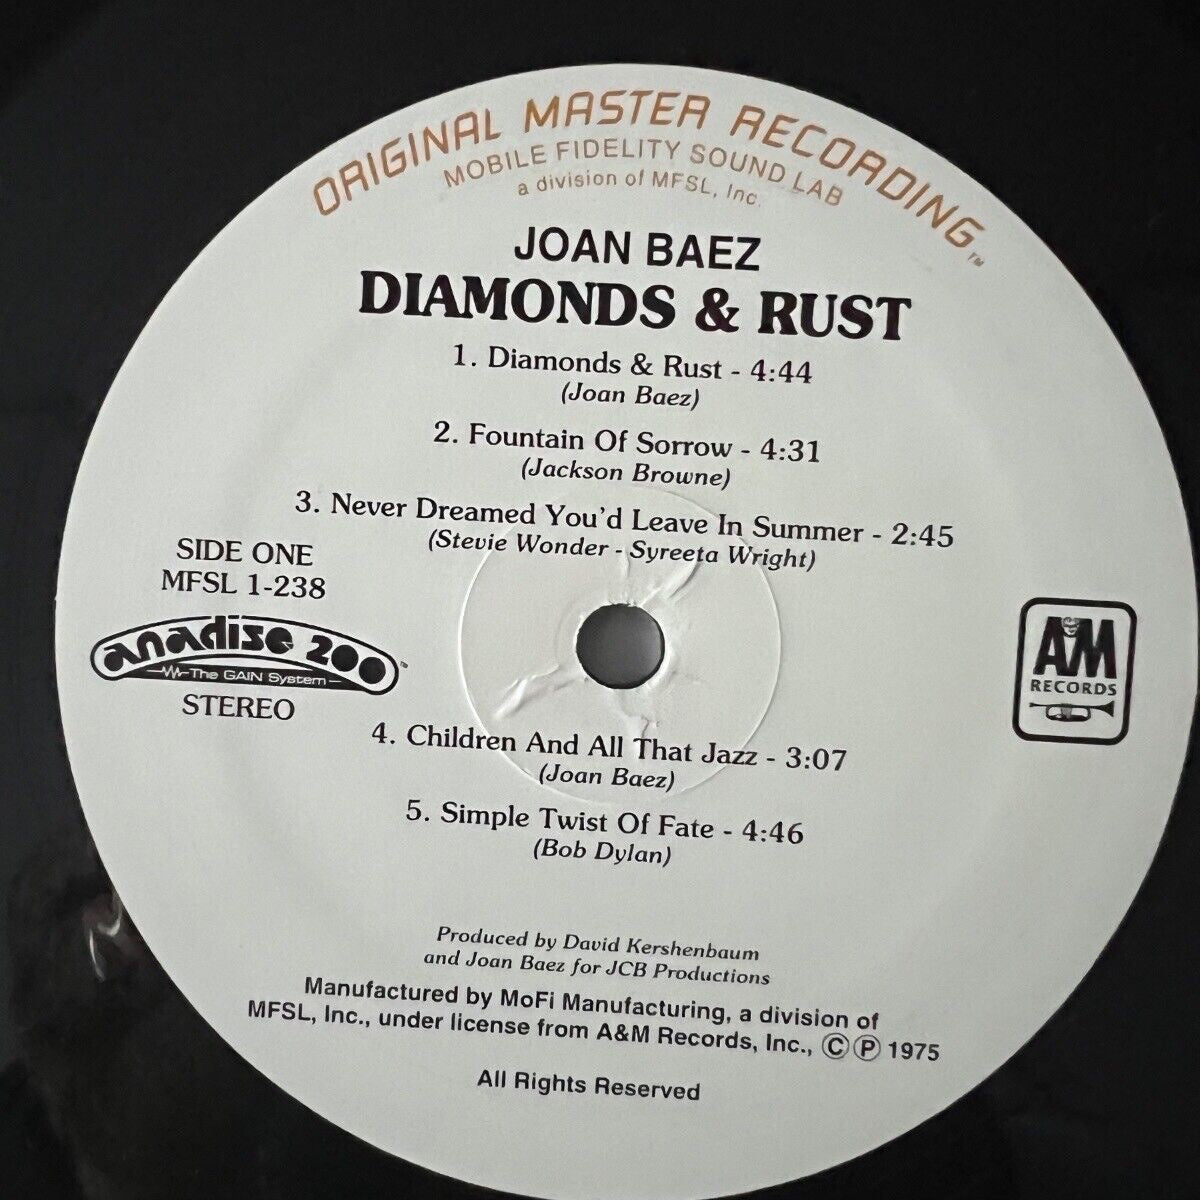 ORIGINAL MASTER RECORDING™
MOBILE FIDELITY SOUND LAB
a division of MFSL, Inc.
JOAN BAEZ
DIAMONDS & RUST
1. Diamonds & Rust - 4:44
(Joan Baez)
2. Fountain Of Sorrow - 4:31
(Jackson Browne)
3. Never Dreamed You'd Leave In Summer - 2:45
(Stevie Wonder - Syreeta Wright)
SIDE ONE
MFSL 1-238
anadisc 200™
The GAIN System
STEREO
A&M
RECORDS
4. Children And All That Jazz - 3:07
(Joan Baez)
5. Simple Twist Of Fate - 4:46
(Bob Dylan)
Produced by David Kershenbaum
and Joan Baez for JCB Productions
Manufactured by MoFi Manufacturing, a division of
MFSL, Inc., under license from A&M Records, Inc., Ⓒ Ⓟ 1975
All Rights Reserved